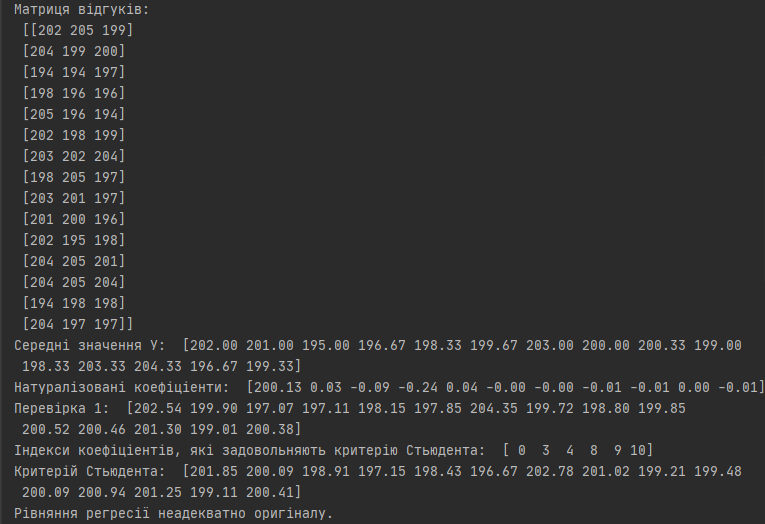 Матриця відгуків:
[[202 205 199]
[204 199 200]
[194 194 197]
[198 196 196]
[205 196 194]
[202 198 199]
[203 202 204]
[198 205 197]
[203 201 197]
[201 200 196]
[202 195 198]
[204 205 201]
[204 205 204]
[194 198 198]
[204 197 197]]
Середні значення Y:  [202.00 201.00 195.00 196.67 198.33 199.67 203.00 200.00 200.33 199.00
198.33 203.33 204.33 196.67 199.33]
Натуралізовані коефіціенти:  [200.13 0.03 -0.09 -0.24 0.04 -0.00 -0.00 -0.01 -0.01 0.00 -0.01]
Перевірка 1:  [202.54 199.90 197.07 197.11 198.15 197.85 204.35 199.72 198.80 199.85
200.52 200.46 201.30 199.01 200.38]
Індекси коефіціентів, які задовольняють критерію Стьюдента:  [ 0  3  4  8  9 10]
Критерій Стьюдента:  [201.85 200.09 198.91 197.15 198.43 196.67 202.78 201.02 199.21 199.48
200.09 200.94 201.25 199.11 200.41]
Рівняння регресії неадекватно оригіналу.